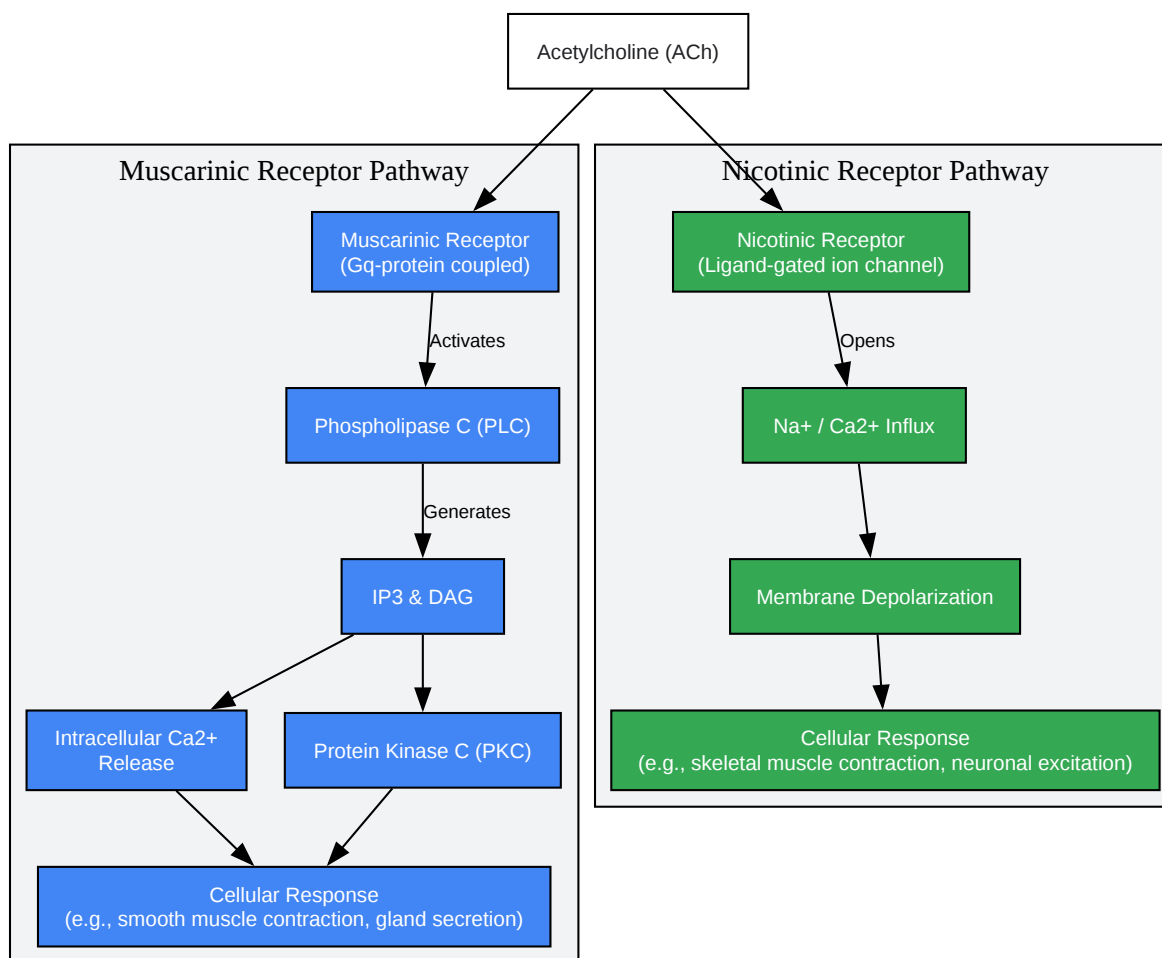 Acetylcholine (ACh)
Muscarinic Receptor Pathway
Muscarinic Receptor
(Gq-protein coupled)
Activates
Phospholipase C (PLC)
Generates
IP3 & DAG
Intracellular Ca2+
Release
Protein Kinase C (PKC)
Cellular Response
(e.g., smooth muscle contraction, gland secretion)
Nicotinic Receptor Pathway
Nicotinic Receptor
(Ligand-gated ion channel)
Opens
Na+ / Ca2+ Influx
Membrane Depolarization
Cellular Response
(e.g., skeletal muscle contraction, neuronal excitation)